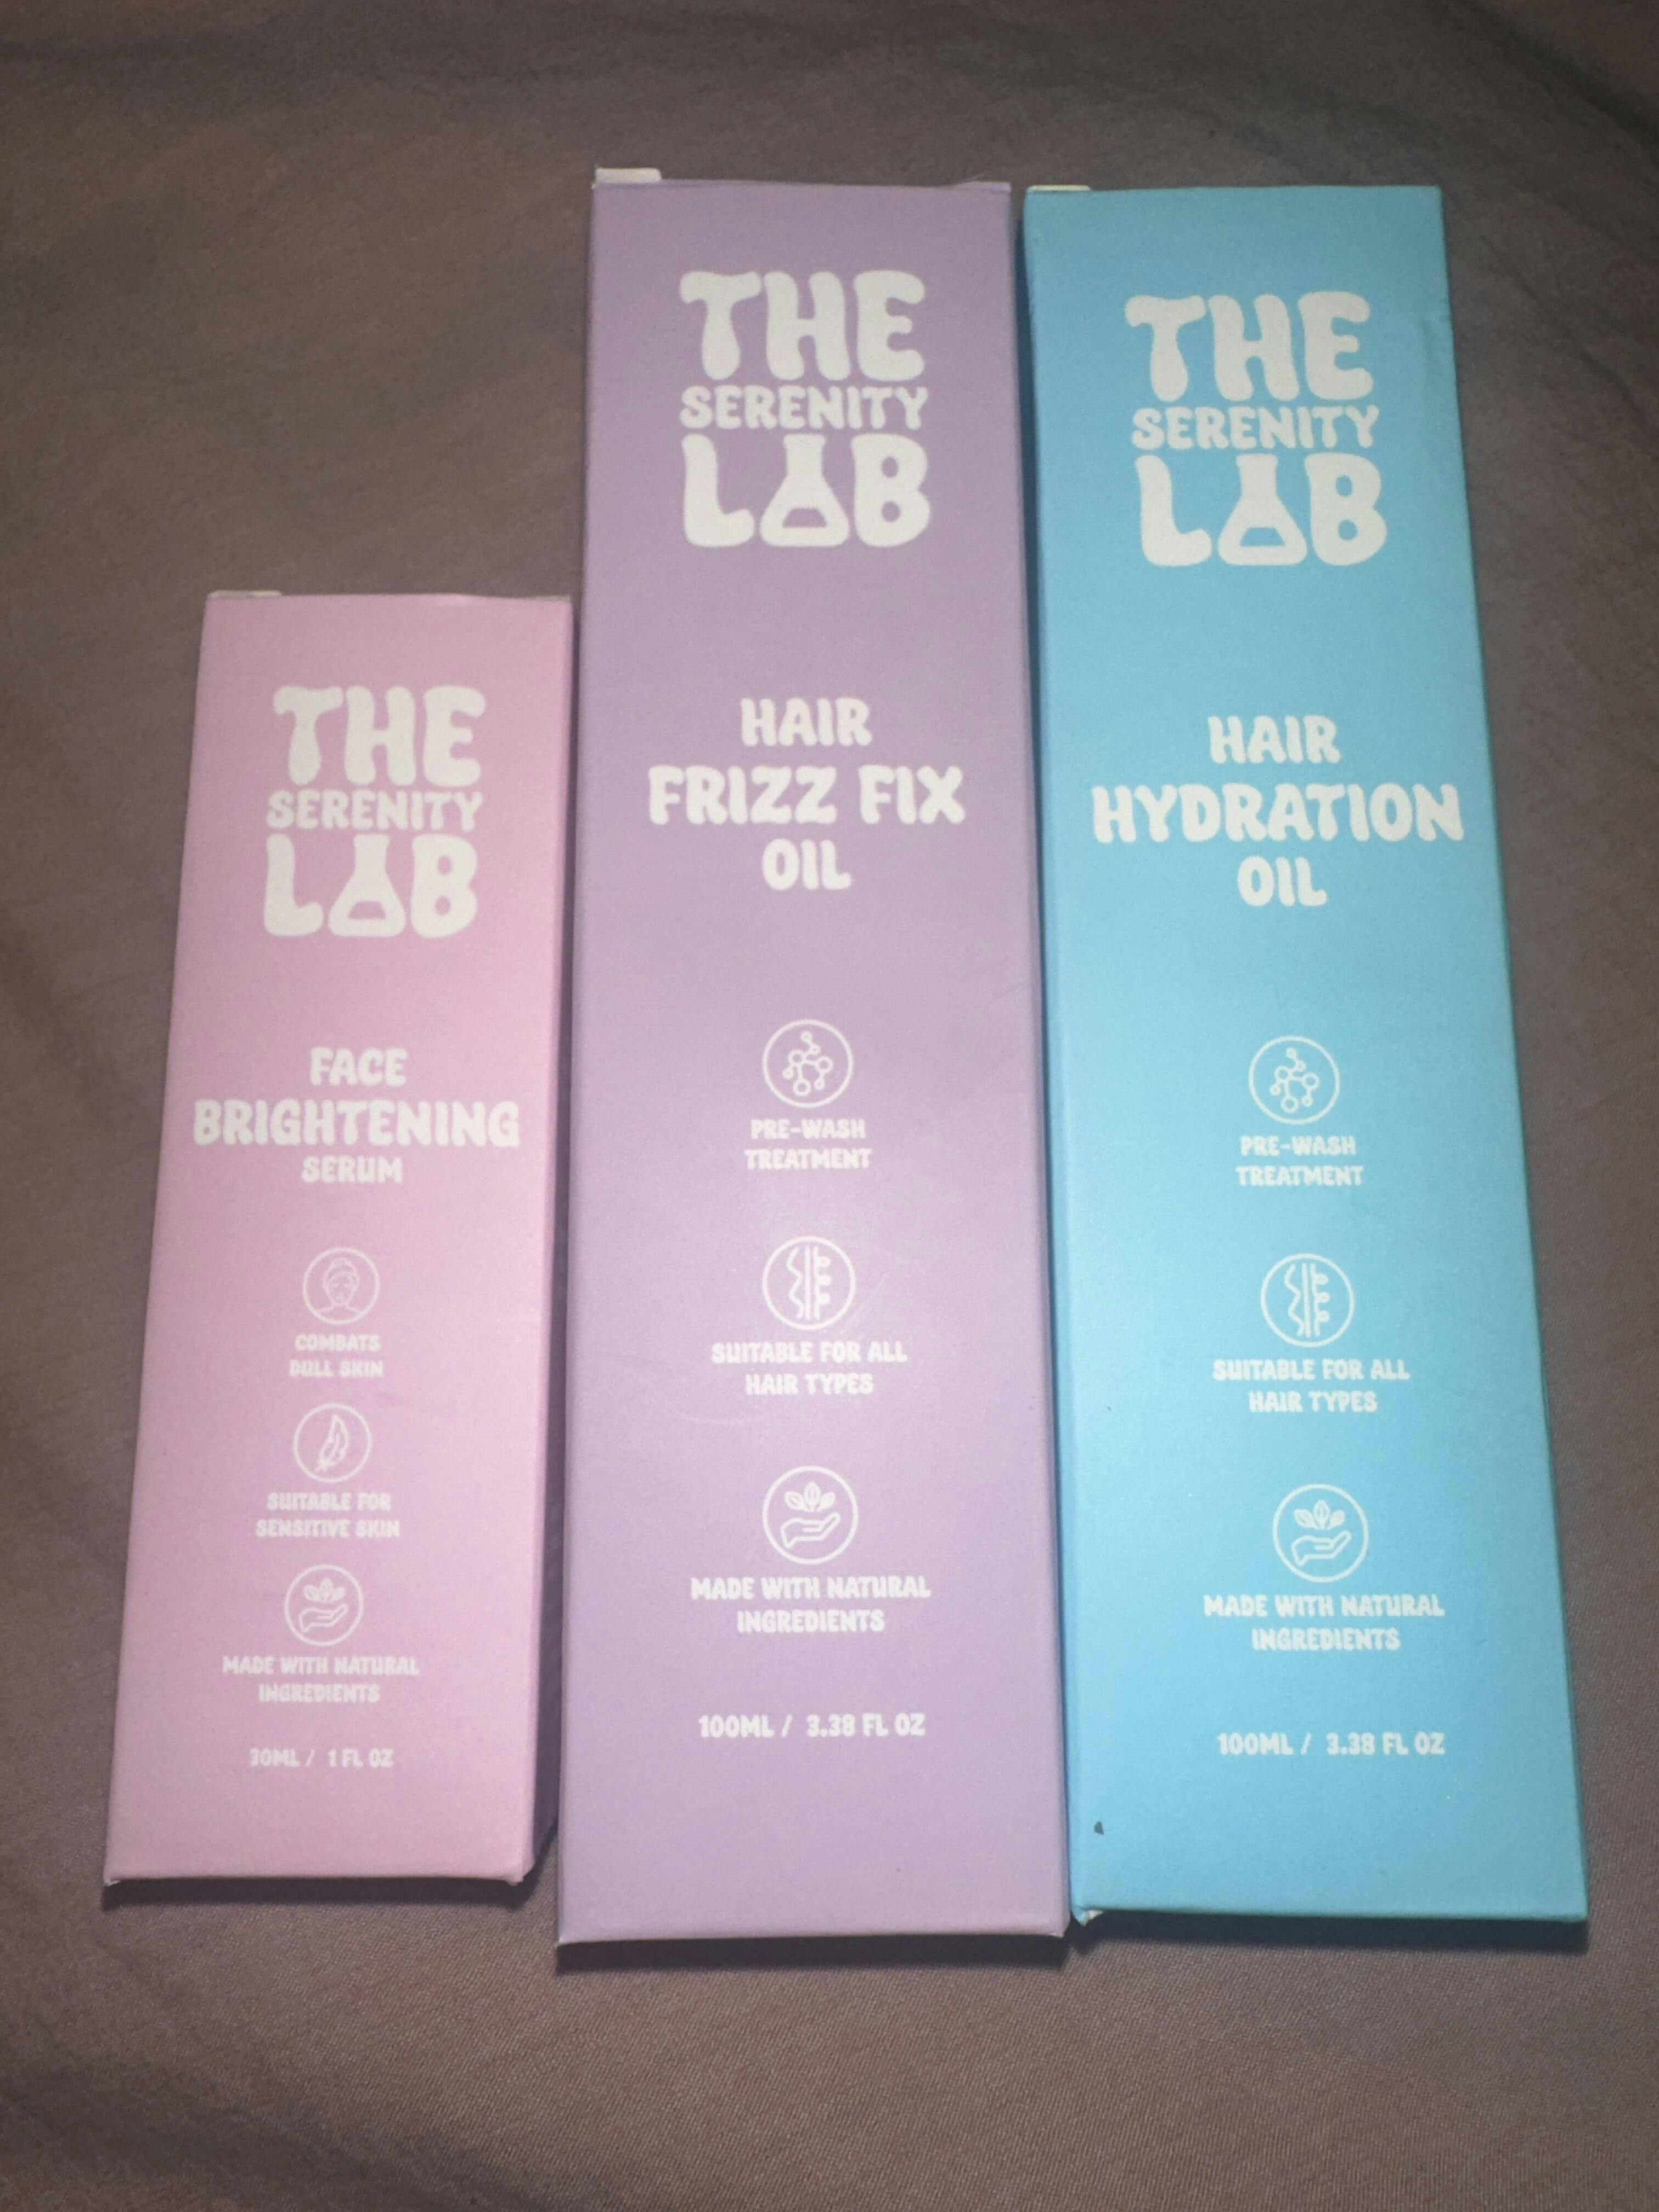 THE
SERENITY
LAB
FACE
BRIGHTENING
SERUM
COMBATS
DULL SKIN
SUITABLE FOR
SENSITIVE SKIN
MADE WITH NATURAL
INGREDIENTS
30ML / 1 FL OZ
THE
SERENITY
LAB
HAIR
FRIZZ FIX
OIL
PRE-WASH
TREATMENT
SUITABLE FOR ALL
HAIR TYPES
MADE WITH NATURAL
INGREDIENTS
100ML / 3.38 FL OZ
THE
SERENITY
LAB
HAIR
HYDRATION
OIL
PRE-WASH
TREATMENT
SUITABLE FOR ALL
HAIR TYPES
MADE WITH NATURAL
INGREDIENTS
100ML / 3.38 FL OZ